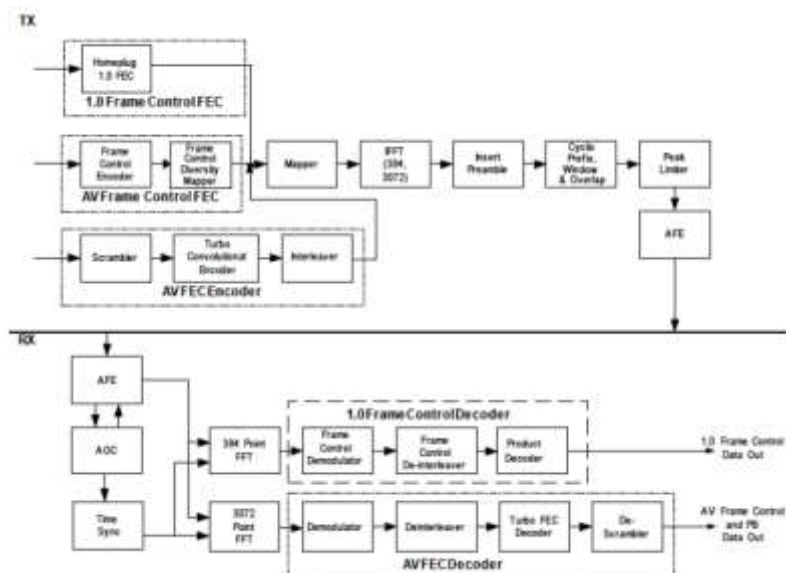 TX
Homeplug
1.0 FEC
1.0 Frame Control FEC
Frame
Control
Encoder
Frame
Control
Diversity
Mapper
AV Frame Control FEC
Mapper
IFFT
(384,
3072)
Insert
Preamble
Cyclic
Prefix,
Window
& Overlap
Peak
Limiter
AFE
Scrambler
Turbo
Convolutional
Encoder
Interleaver
AV FEC Encoder
RX
AFE
AGC
Time
Sync
384 Point
FFT
3072
Point
FFT
1.0 Frame Control Decoder
Frame
Control
Demodulator
Frame
Control
De-interleaver
Product
Decoder
1.0 Frame Control
Data Out
Demodulator
Deinterleaver
Turbo FEC
Decoder
De-
Scrambler
AV FEC Decoder
AV Frame Control
and PB
Data Out